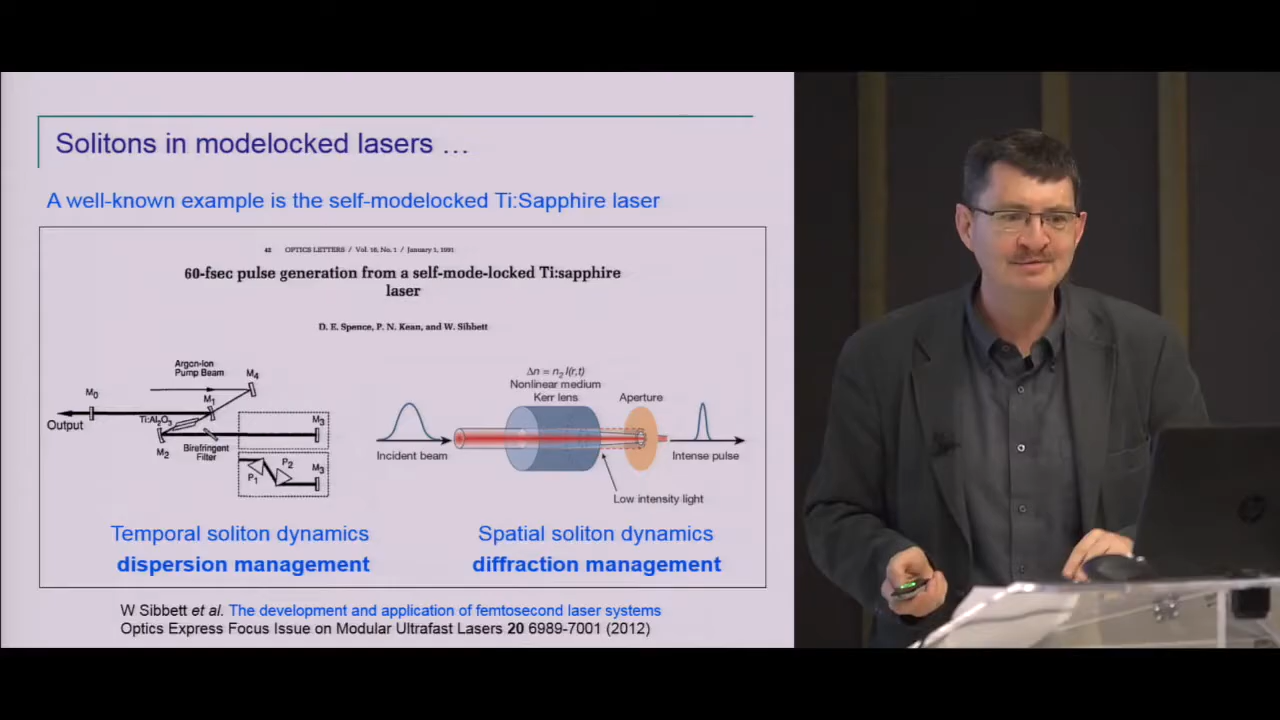 Solitons in modelocked lasers …
A well-known example is the self-modelocked Ti:Sapphire laser
42 OPTICS LETTERS / Vol. 16, No. 1 / January 1, 1991
60-fsec pulse generation from a self-mode-locked Ti:sapphire
laser
D. E. Spence, P. N. Kean, and W. Sibbett
Argon-Ion
Pump Beam
M4
M0
M1
Output
Ti:Al2O3
M2
Birefringent
Filter
M3
P1
P2
M3
Δn = n2 I(r,t)
Nonlinear medium
Kerr lens
Aperture
Incident beam
Intense pulse
Low intensity light
Temporal soliton dynamics
dispersion management
Spatial soliton dynamics
diffraction management
W Sibbett et al. The development and application of femtosecond laser systems
Optics Express Focus Issue on Modular Ultrafast Lasers 20 6989-7001 (2012)